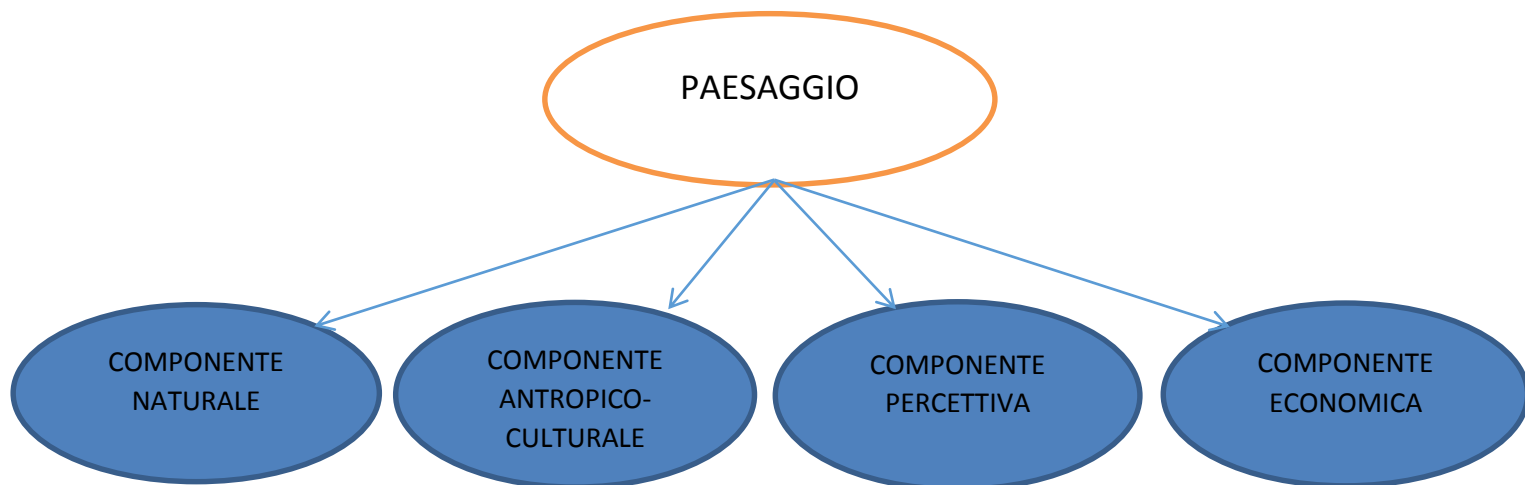 PAESAGGIO
COMPONENTE
NATURALE
COMPONENTE
ANTROPICO-
CULTURALE
COMPONENTE
PERCETTIVA
COMPONENTE
ECONOMICA